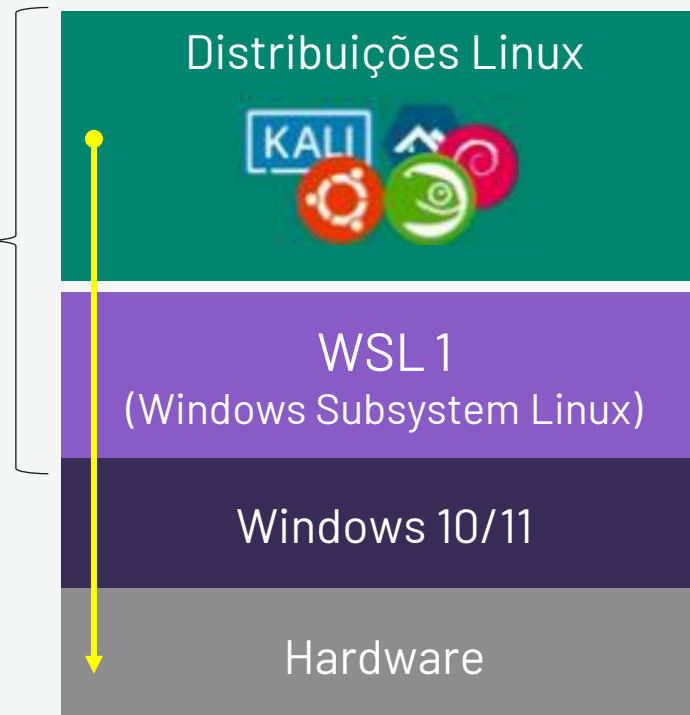 Distribuições Linux
KALI
WSL 1
(Windows Subsystem Linux)
Windows 10/11
Hardware